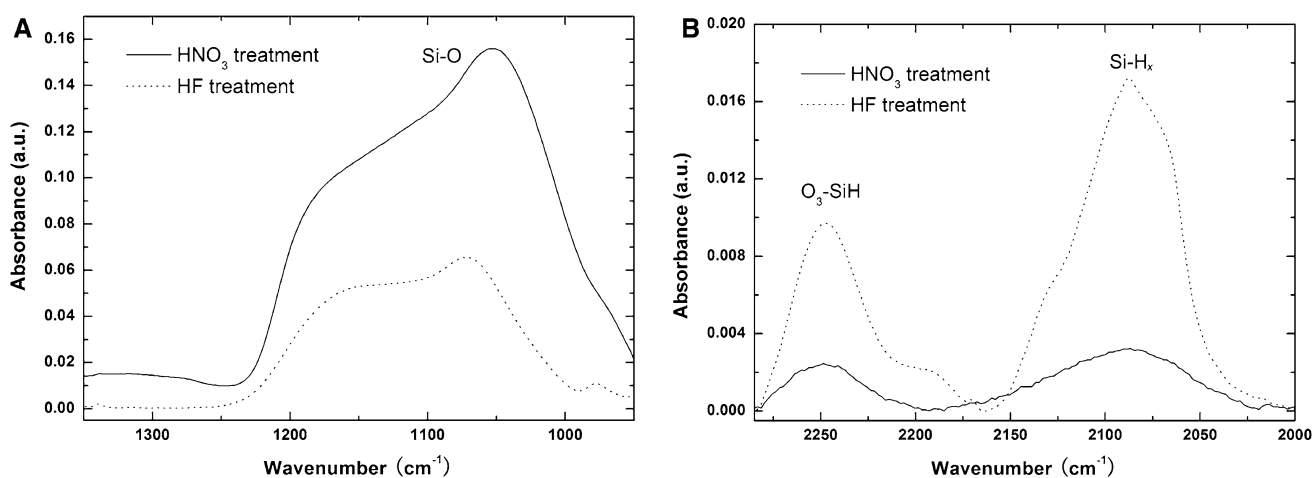 A
HNO3 treatment
HF treatment
Si-O
0.16
0.14
0.12
0.10
0.08
0.06
0.04
0.02
0.00
Absorbance (a.u.)
1300
1200
1100
1000
Wavenumber (cm-1)
B
HNO3 treatment
HF treatment
Si-Hx
O3-SiH
0.020
0.016
0.012
0.008
0.004
0.000
Absorbance (a.u.)
2250
2200
2150
2100
2050
2000
Wavenumber (cm-1)